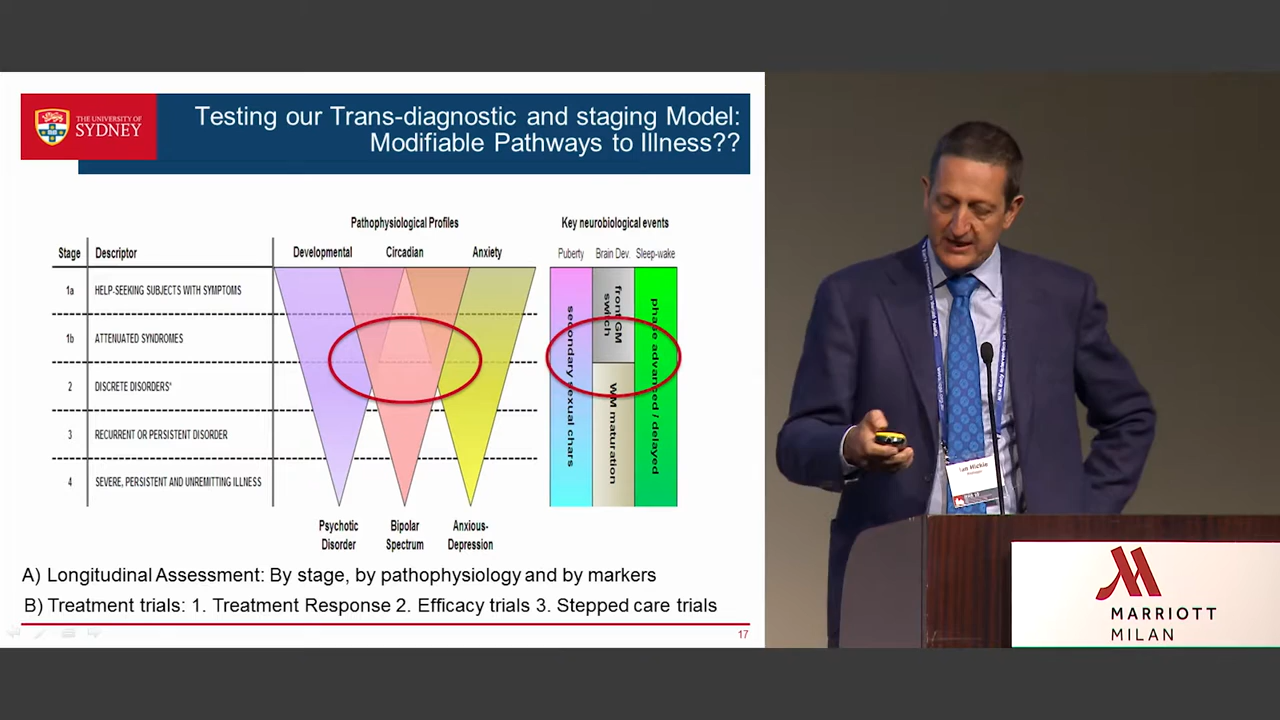 THE UNIVERSITY OF
SYDNEY
Testing our Trans-diagnostic and staging Model:
Modifiable Pathways to Illness??
Pathophysiological Profiles
Key neurobiological events
Stage
Descriptor
Developmental
Circadian
Anxiety
Puberty
Brain Dev.
Sleep-wake
1a
HELP-SEEKING SUBJECTS WITH SYMPTOMS
1b
ATTENUATED SYNDROMES
2
DISCRETE DISORDERS*
3
RECURRENT OR PERSISTENT DISORDER
4
SEVERE, PERSISTENT AND UNREMITTING ILLNESS
secondary sexual chars
front GM
switch
WM maturation
phase advanced / delayed
Psychotic
Disorder
Bipolar
Spectrum
Anxious-
Depression
A) Longitudinal Assessment: By stage, by pathophysiology and by markers
B) Treatment trials: 1. Treatment Response 2. Efficacy trials 3. Stepped care trials
17
Ian Hickie
MARRIOTT
MILAN